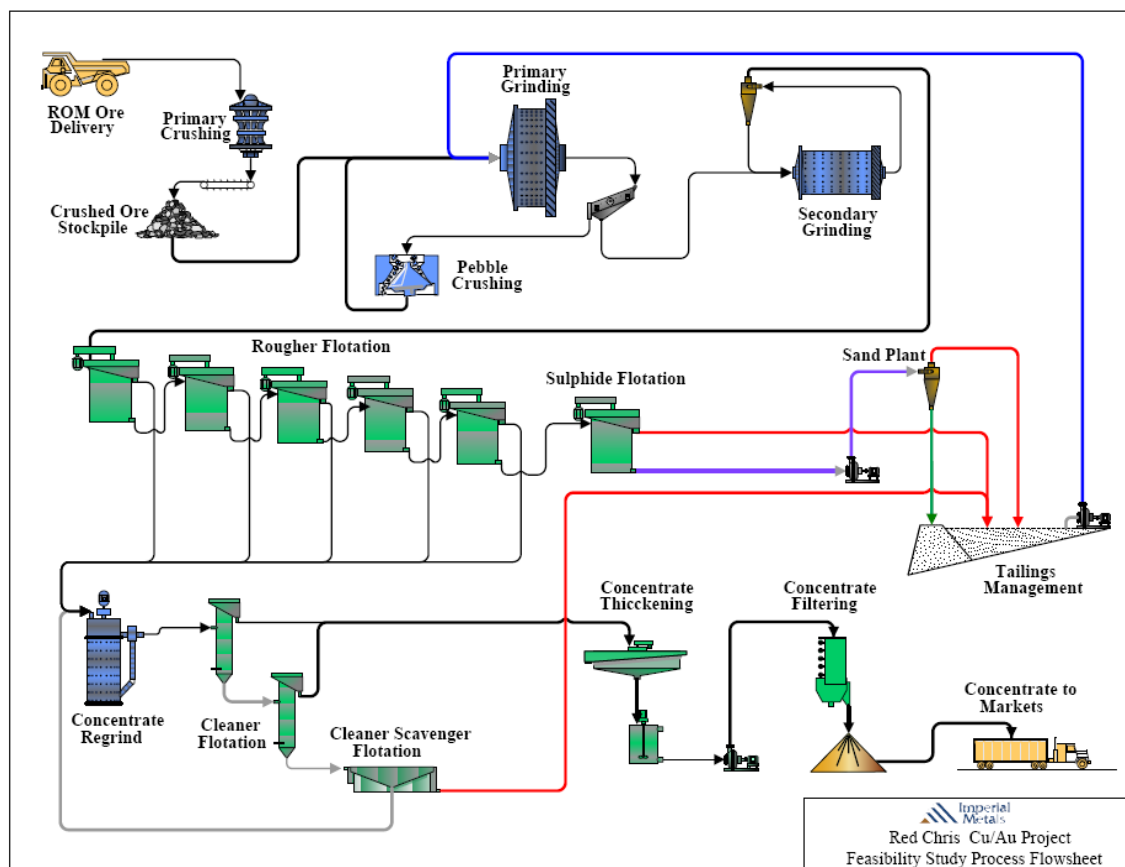 ROM Ore
Delivery
Primary
Crushing
Crushed Ore
Stockpile
Primary
Grinding
Pebble
Crushing
Secondary
Grinding
Rougher Flotation
Sulphide Flotation
Sand Plant
Tailings
Management
Concentrate
Regrind
Cleaner
Flotation
Cleaner Scavenger
Flotation
Concentrate
Thicckening
Concentrate
Filtering
Concentrate to
Markets
Imperial
Metals
Red Chris Cu/Au Project
Feasibility Study Process Flowsheet